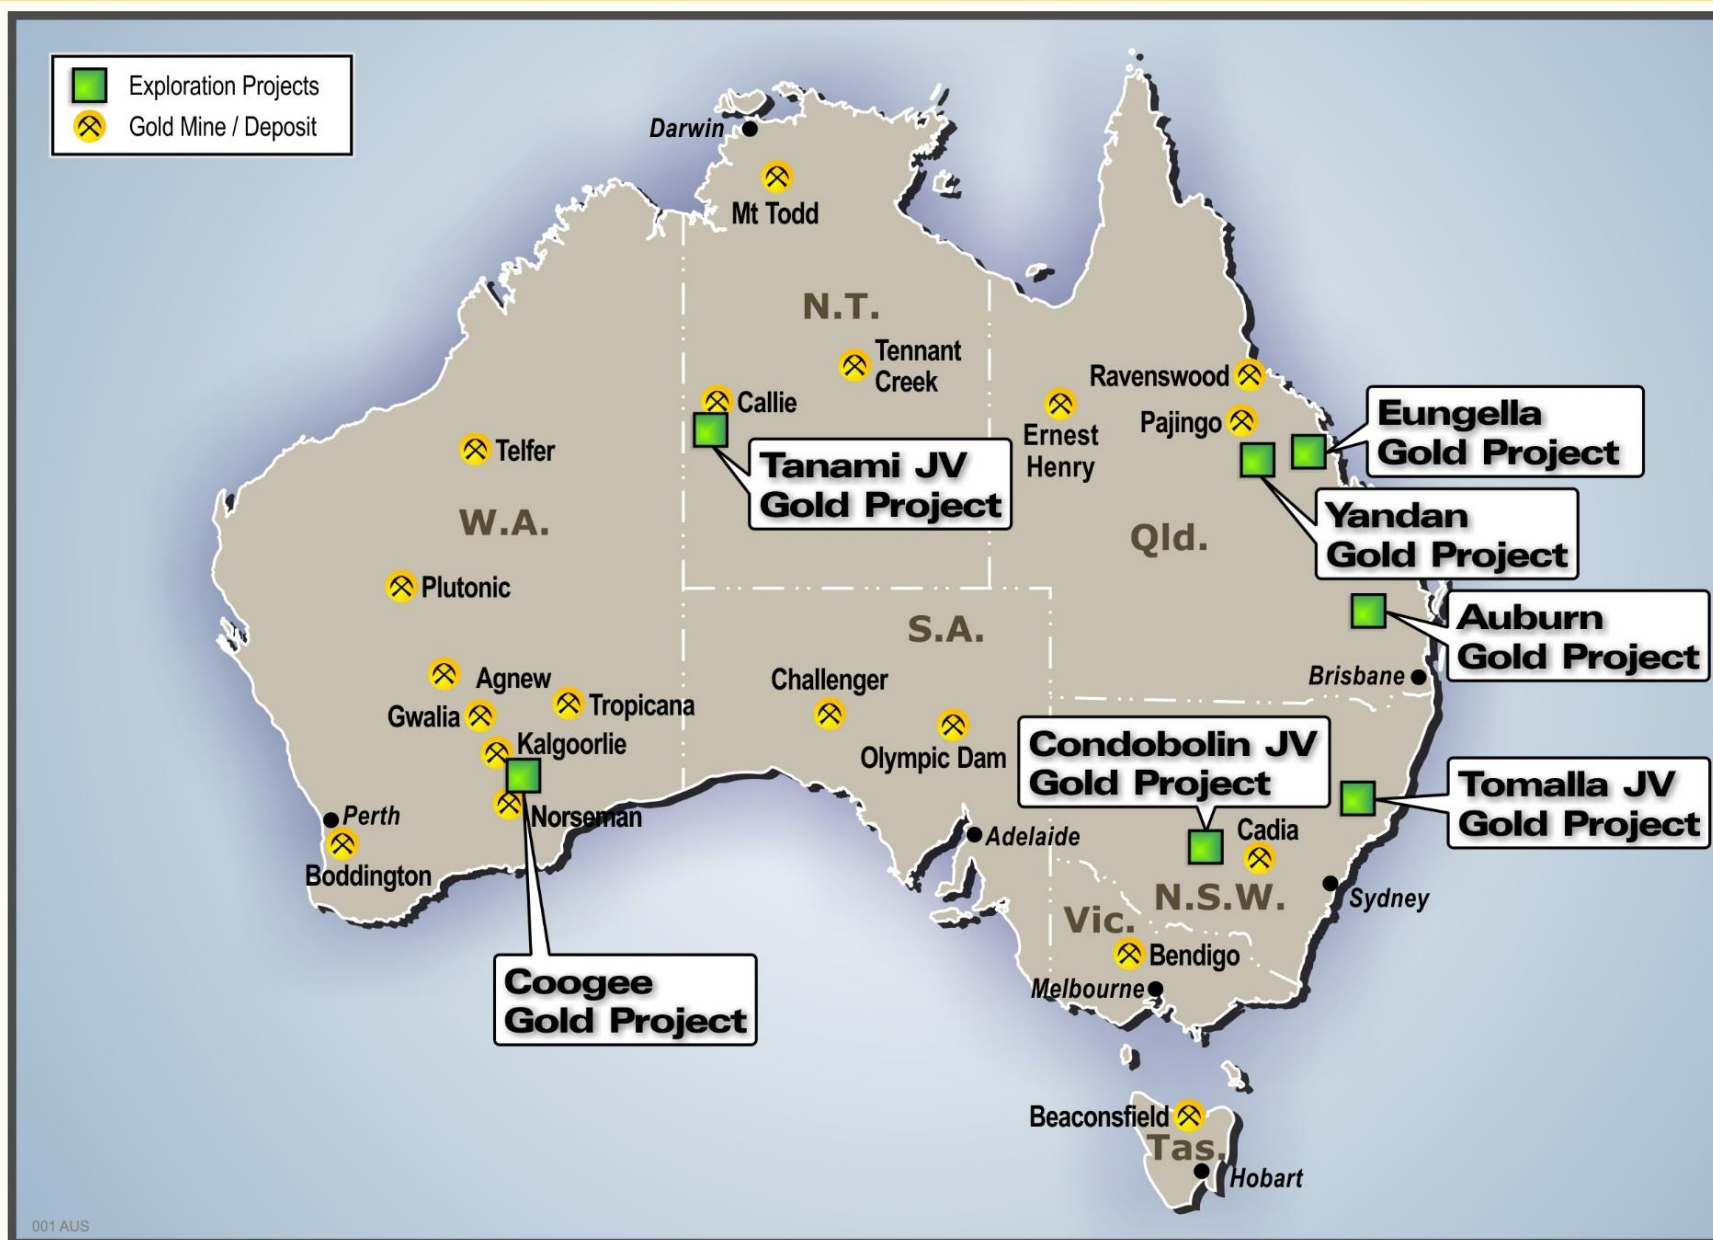 Exploration Projects
Gold Mine / Deposit
Darwin
Mt Todd
N.T.
Tennant
Creek
Callie
Tanami JV
Gold Project
Telfer
W.A.
Plutonic
Agnew
Gwalia
Tropicana
Kalgoorlie
Norseman
Perth
Boddington
Coogee
Gold Project
S.A.
Challenger
Olympic Dam
Adelaide
Ravenswood
Pajingo
Ernest
Henry
Eungella
Gold Project
Yandan
Gold Project
Qld.
Auburn
Gold Project
Brisbane
Condobolin JV
Gold Project
Tomalla JV
Gold Project
Cadia
N.S.W.
Sydney
Vic.
Bendigo
Melbourne
Beaconsfield
Tas.
Hobart
001 AUS